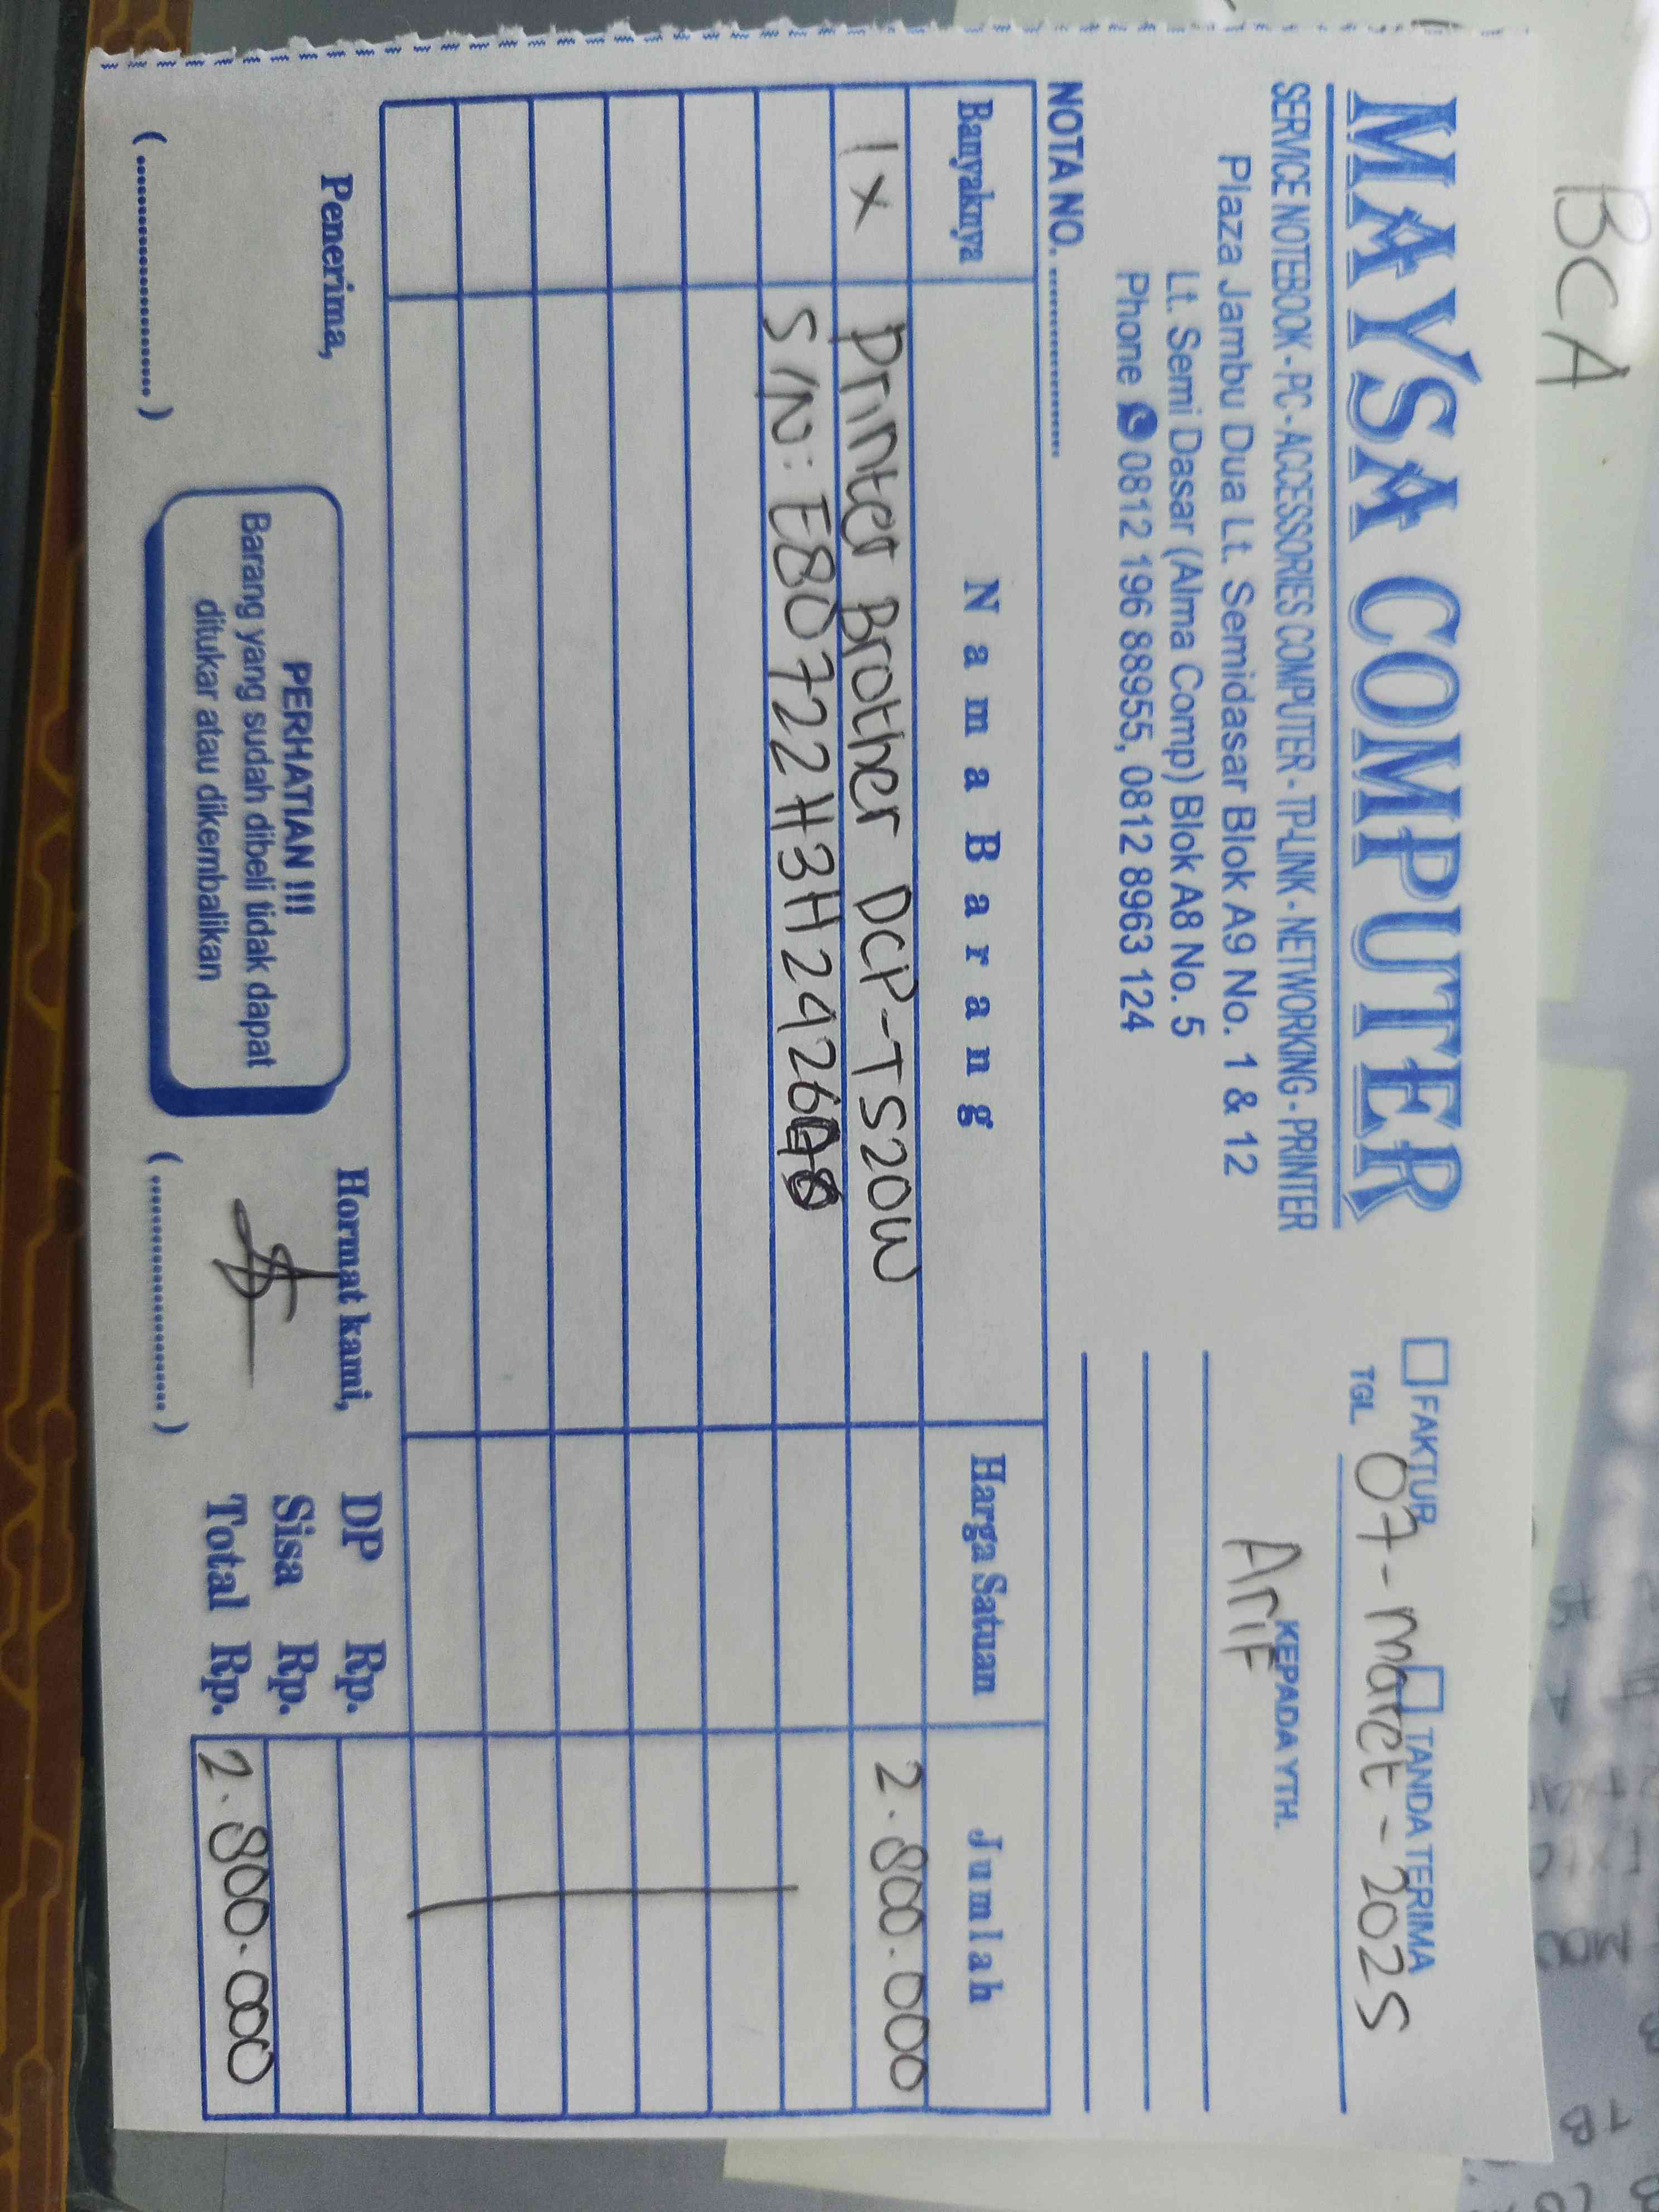 BCA
MAYSA COMPUTER
SERVICE NOTEBOOK - PC - ACCESSORIES COMPUTER - TP-LINK - NETWORKING - PRINTER
Plaza Jambu Dua Lt. Semidasar Blok A9 No. 1 & 12
Lt. Semi Dasar (Alma Comp) Blok A8 No. 5
Phone 0812 196 88955, 0812 8963 124
FAKTUR TANDA TERIMA
TGL. 07-maret-2025
KEPADA YTH.
Arif
NOTA NO. ....................
Banyaknya Nama Barang Harga Satuan Jumlah
1x Printer Brother DCP-T520W 2.800.000
S/N: E80722H3H242678
Penerima,
(........................)
PERHATIAN !!!
Barang yang sudah dibeli tidak dapat
ditukar atau dikembalikan
Hormat kami,
(........................)
DP Rp.
Sisa Rp.
Total Rp. 2.800.000